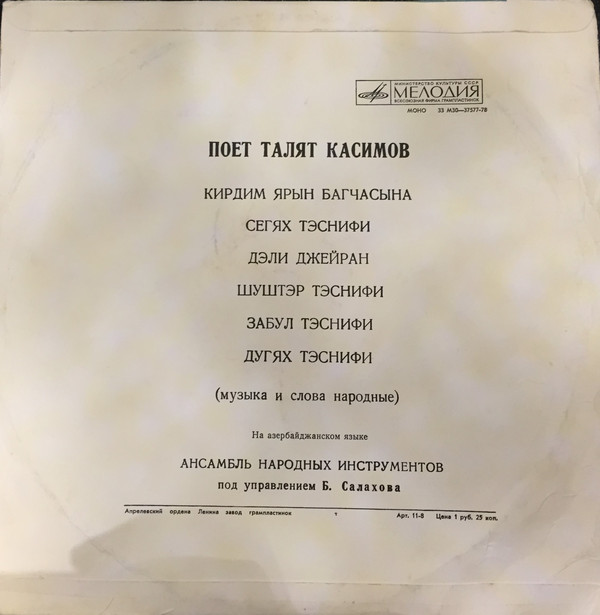 МИНИСТЕРСТВО КУЛЬТУРЫ СССР
МЕЛОДИЯ
ВСЕСОЮЗНАЯ ФИРМА ГРАМПЛАСТИНОК
МОНО 33 М30—37577-78
ПОЕТ ТАЛЯТ КАСИМОВ
КИРДИМ ЯРЫН БАГЧАСЫНА
СЕГЯХ ТЭСНИФИ
ДЭЛИ ДЖЕЙРАН
ШУШТЭР ТЭСНИФИ
ЗАБУЛ ТЭСНИФИ
ДУГЯХ ТЭСНИФИ
(музыка и слова народные)
На азербайджанском языке
АНСАМБЛЬ НАРОДНЫХ ИНСТРУМЕНТОВ
под управлением Б. Салахова
Апрелевский ордена Ленина завод грампластинок Арт. 11-8 Цена 1 руб. 25 коп.